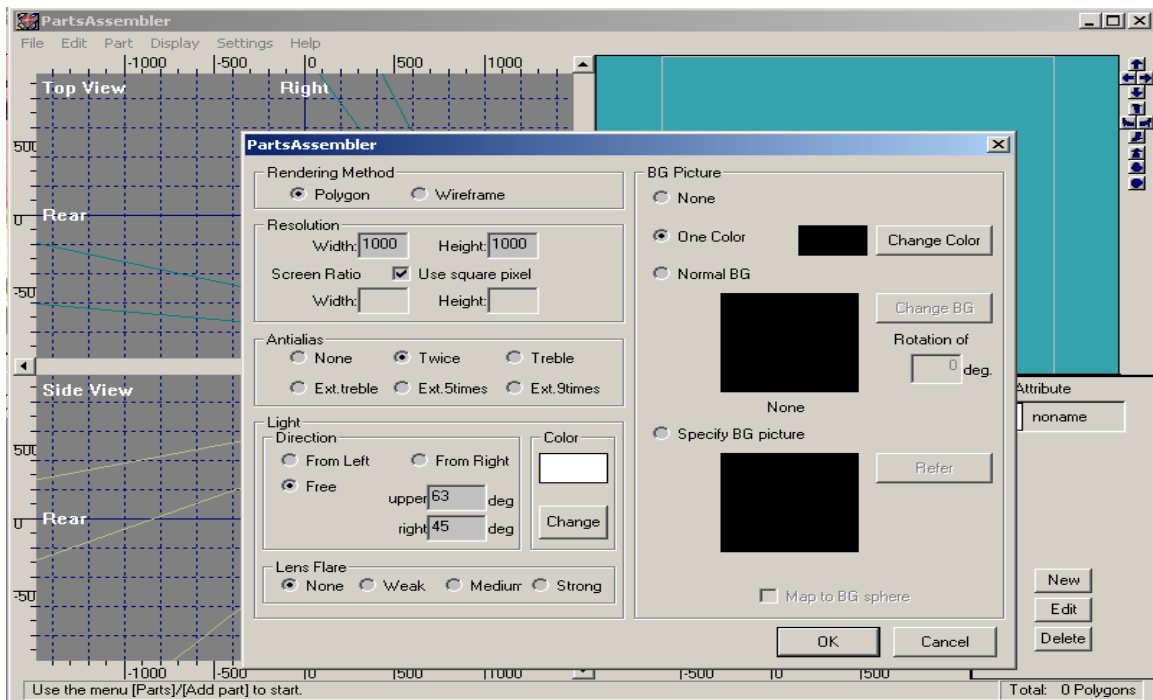 PartsAssembler
File Edit Part Display Settings Help
-1000 -500 0 500 1000
Top View Right
500
0 Rear
-50
Side View
500
0 Rear
-50
-1000 -500 0 500 1000 -500 0 500
PartsAssembler
Rendering Method
Polygon Wireframe
Resolution
Width: 1000 Height: 1000
Screen Ratio Use square pixel
Width: Height:
Antialias
None Twice Treble
Ext.treble Ext.5times Ext.9times
Light
Direction
From Left From Right
Free
upper 63 deg
right 45 deg
Color
Change
Lens Flare
None Weak Mediur Strong
BG Picture
None
One Color Change Color
Normal BG
Change BG
Rotation of
0 deg.
None
Specify BG picture
Refer
Map to BG sphere
OK Cancel
Attribute
noname
New
Edit
Delete
Use the menu [Parts]/[Add part] to start.
Total: 0 Polygons